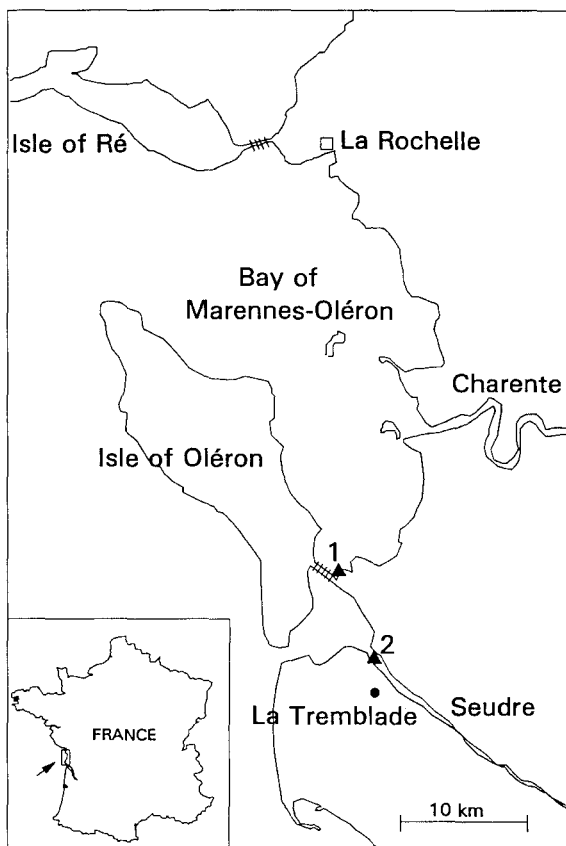 Isle of Ré
La Rochelle
Bay of
Marennes-Oléron
Charente
Isle of Oléron
1
2
La Tremblade
Seudre
FRANCE
10 km